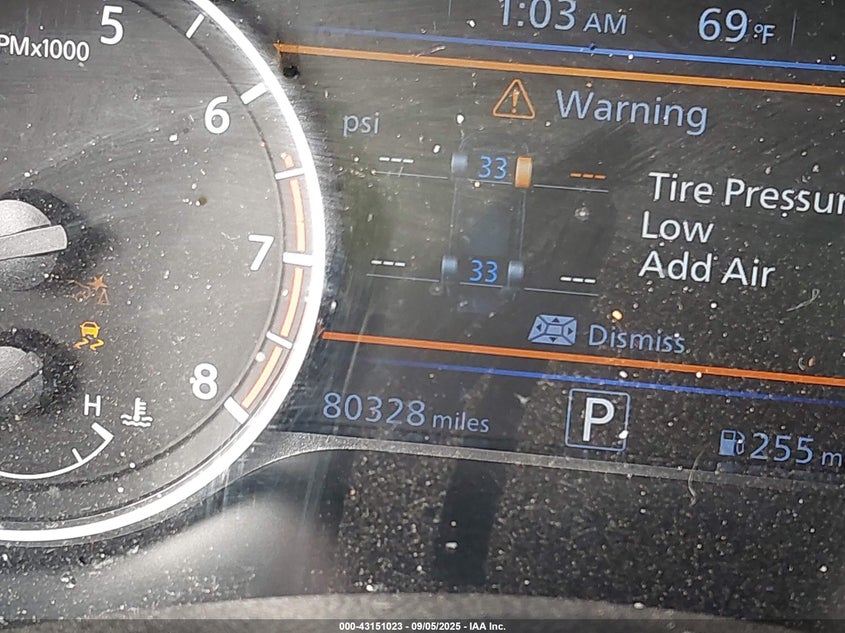 1:03 AM 69°F
5
PMx1000
6
7
8
H
Warning
psi
--- 33 ---
Tire Pressur
Low
Add Air
--- 33 ---
Dismiss
80328 miles P 255 m
000-43151023 - 09/05/2025 - IAA Inc.